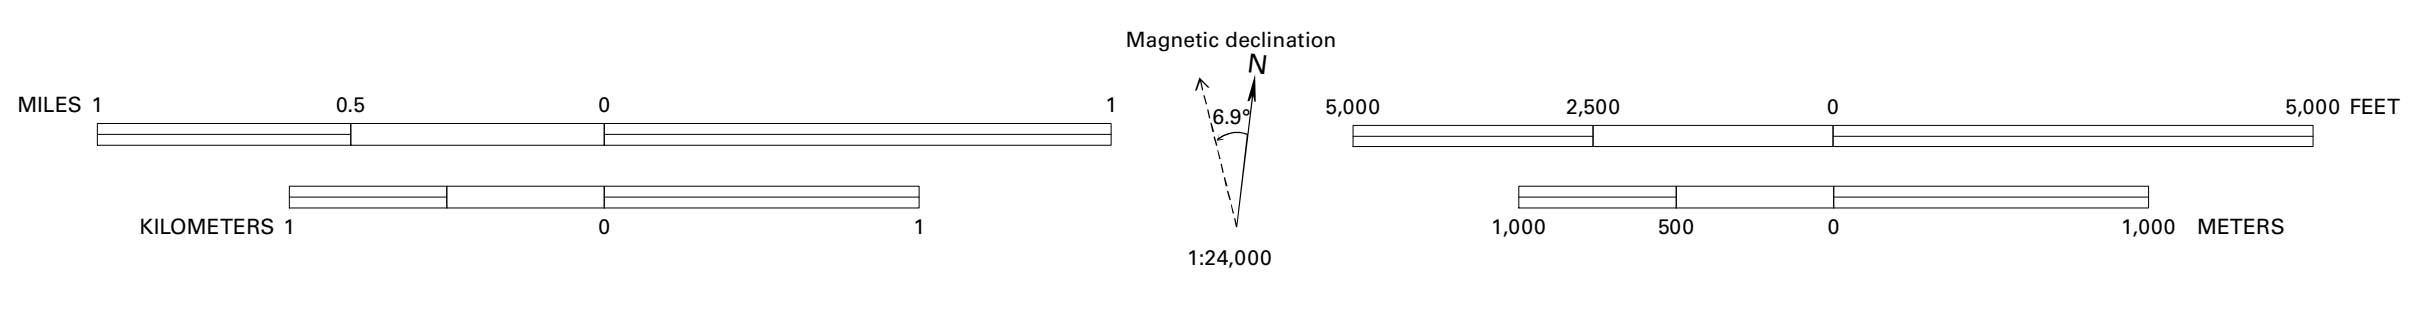 Magnetic declination
N
6.9°
1:24,000
MILES 1 0.5 0 1
KILOMETERS 1 0 1
5,000 2,500 0 5,000 FEET
1,000 500 0 1,000 METERS